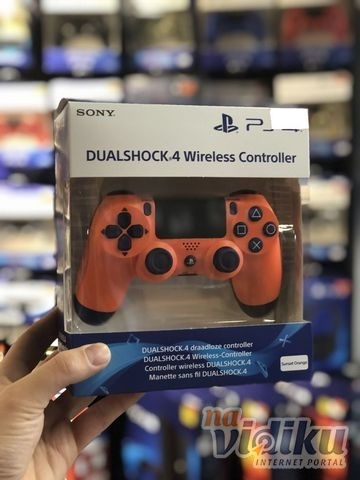 SONY
PS4
DUALSHOCK.4 Wireless Controller
DUALSHOCK.4 draadloze controller
DUALSHOCK.4 Wireless-Controller
Controller wireless DUALSHOCK.4
Manette sans fil DUALSHOCK.4
Sunset Orange
na
vidiku
INTERNET PORTAL